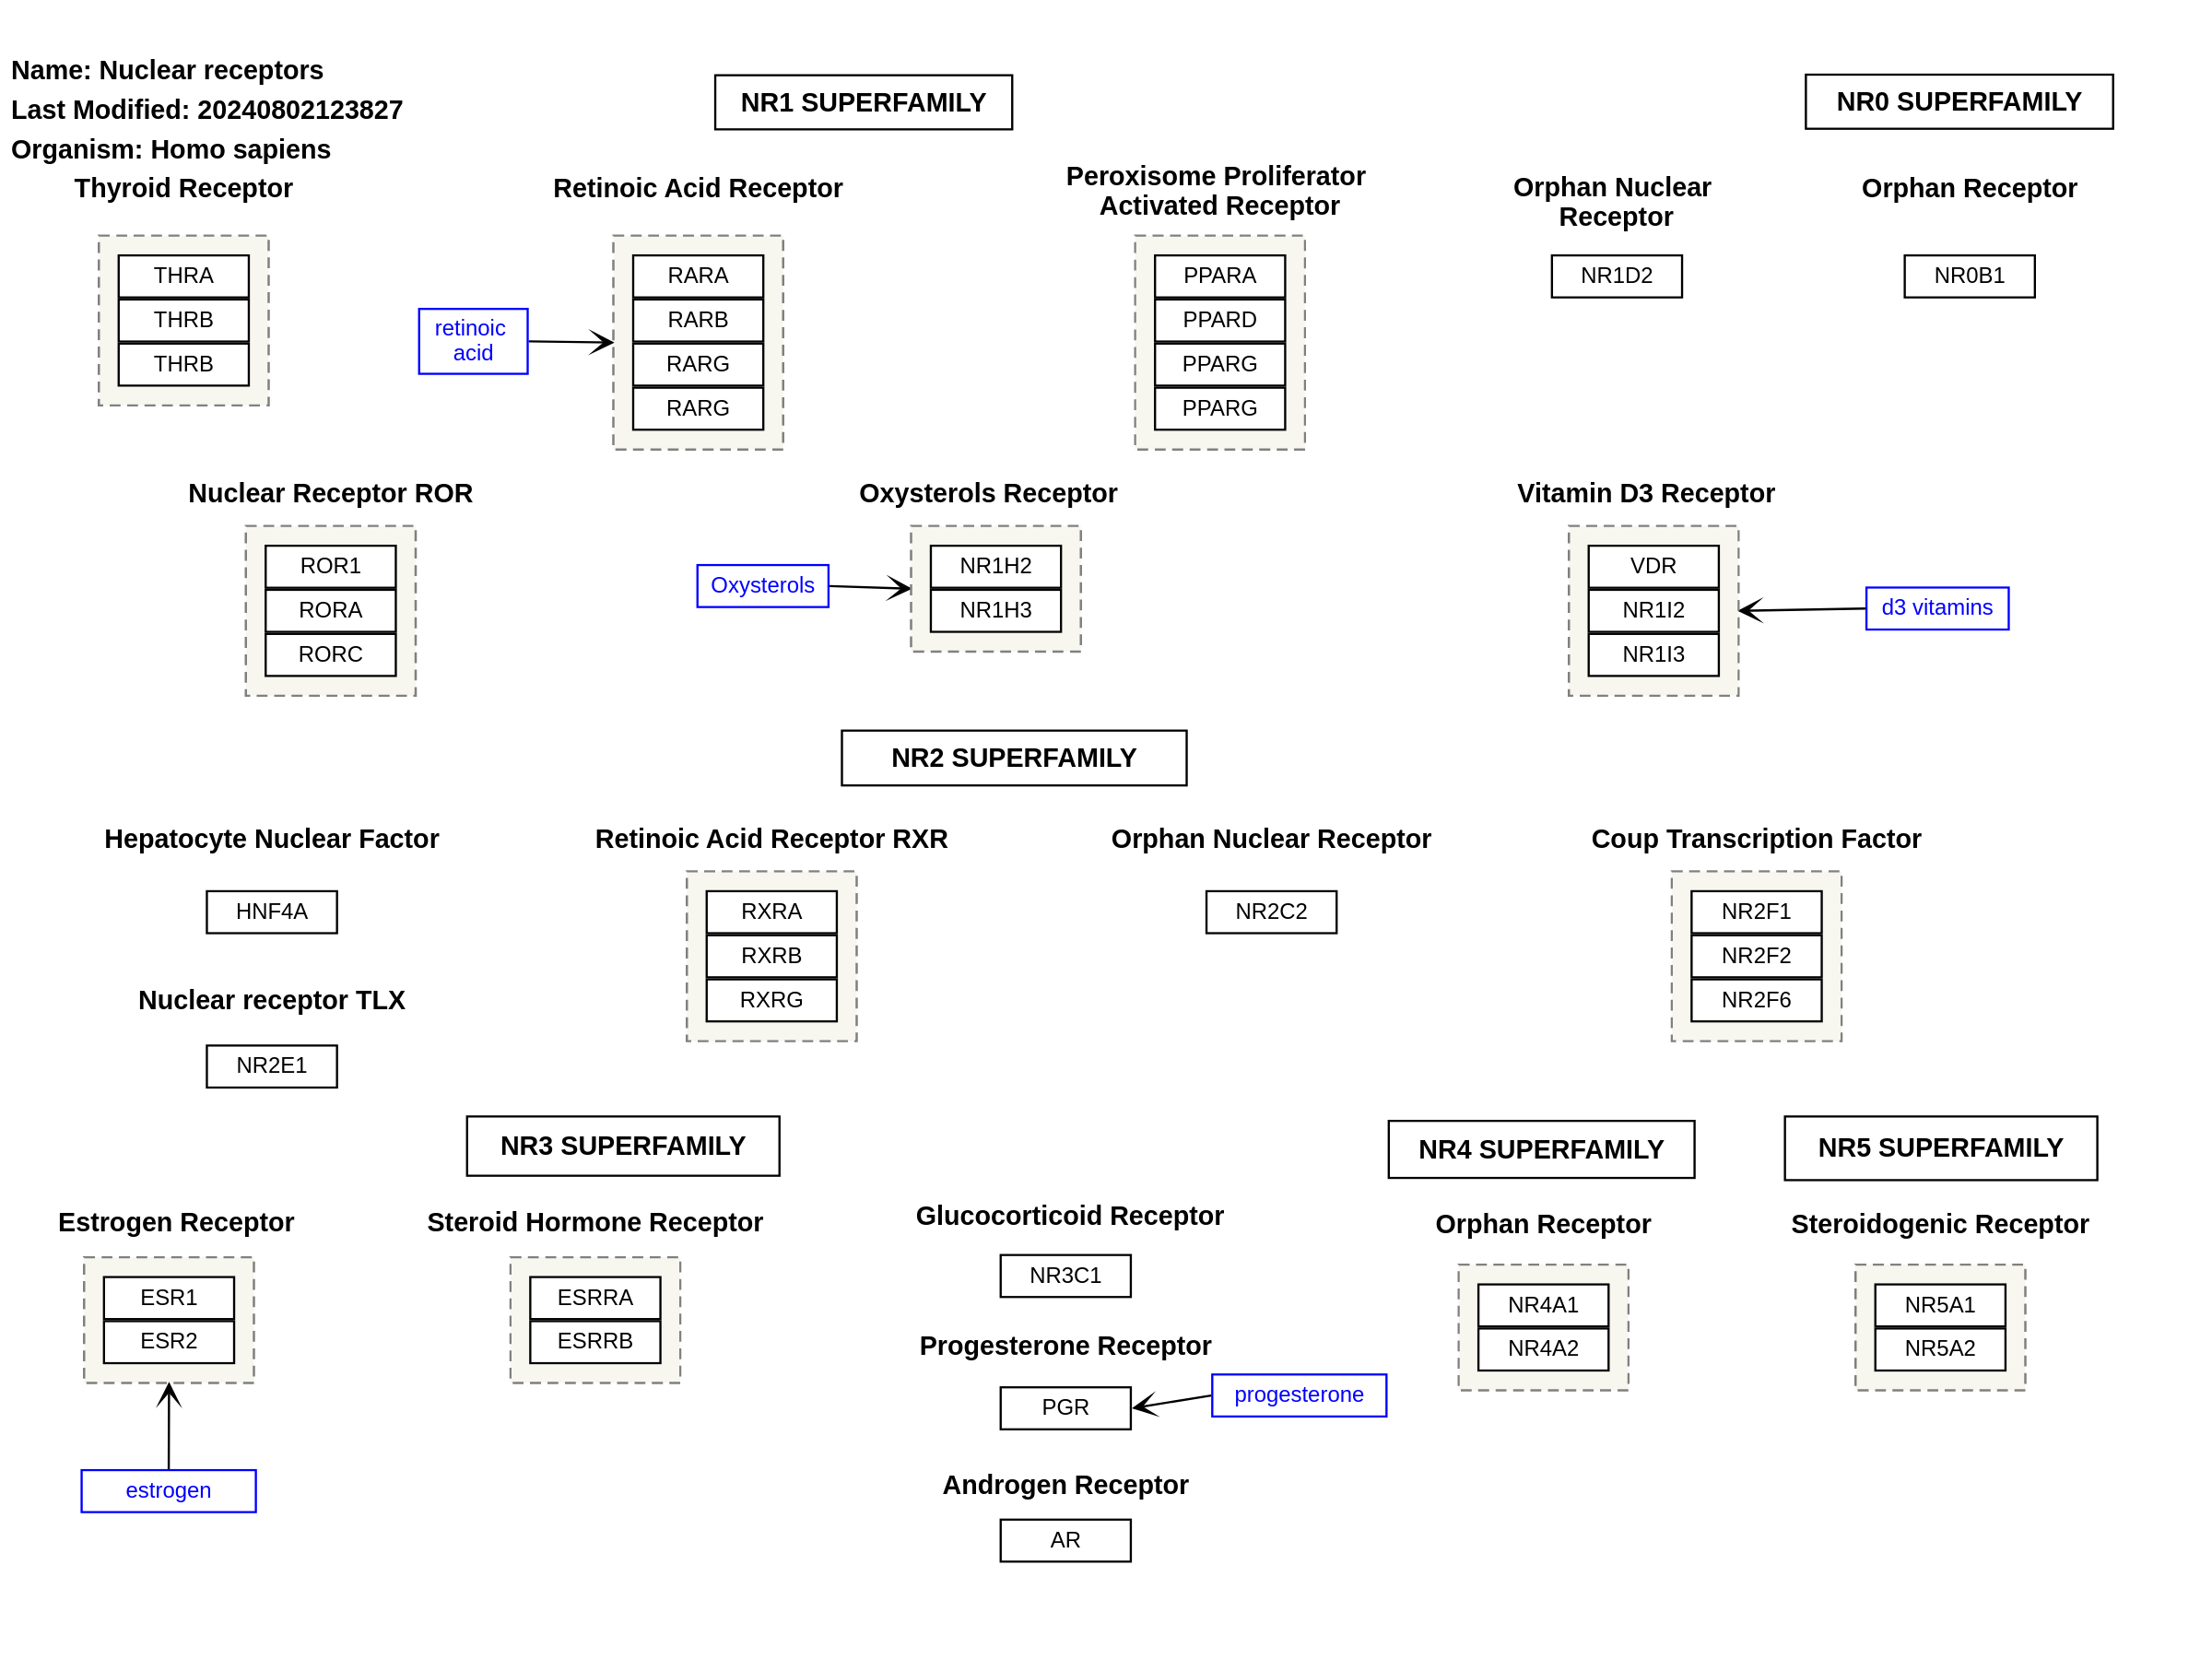 Name: Nuclear receptors
Last Modified: 20240802123827
Organism: Homo sapiens
NR1 SUPERFAMILY
NR0 SUPERFAMILY
Thyroid Receptor
THRA
THRB
THRB
Retinoic Acid Receptor
retinoic
acid
RARA
RARB
RARG
RARG
Peroxisome Proliferator
Activated Receptor
PPARA
PPARD
PPARG
PPARG
Orphan Nuclear
Receptor
NR1D2
Orphan Receptor
NR0B1
Nuclear Receptor ROR
ROR1
RORA
RORC
Oxysterols Receptor
Oxysterols
NR1H2
NR1H3
Vitamin D3 Receptor
VDR
NR1I2
NR1I3
d3 vitamins
NR2 SUPERFAMILY
Hepatocyte Nuclear Factor
HNF4A
Nuclear receptor TLX
NR2E1
Retinoic Acid Receptor RXR
RXRA
RXRB
RXRG
Orphan Nuclear Receptor
NR2C2
Coup Transcription Factor
NR2F1
NR2F2
NR2F6
NR3 SUPERFAMILY
NR4 SUPERFAMILY
NR5 SUPERFAMILY
Estrogen Receptor
ESR1
ESR2
estrogen
Steroid Hormone Receptor
ESRRA
ESRRB
Glucocorticoid Receptor
NR3C1
Progesterone Receptor
PGR
progesterone
Androgen Receptor
AR
Orphan Receptor
NR4A1
NR4A2
Steroidogenic Receptor
NR5A1
NR5A2